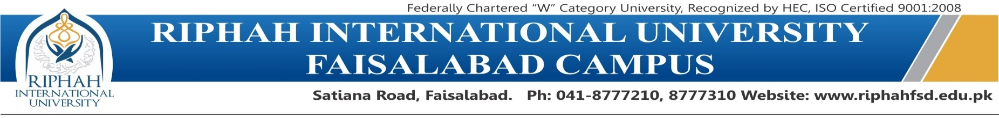 Federally Chartered “W” Category University, Recognized by HEC, ISO Certified 9001:2008
RIPHAH INTERNATIONAL UNIVERSITY
FAISALABAD CAMPUS
RIPHAH
INTERNATIONAL
UNIVERSITY
Satiana Road, Faisalabad. Ph: 041-8777210, 8777310 Website: www.riphahfsd.edu.pk